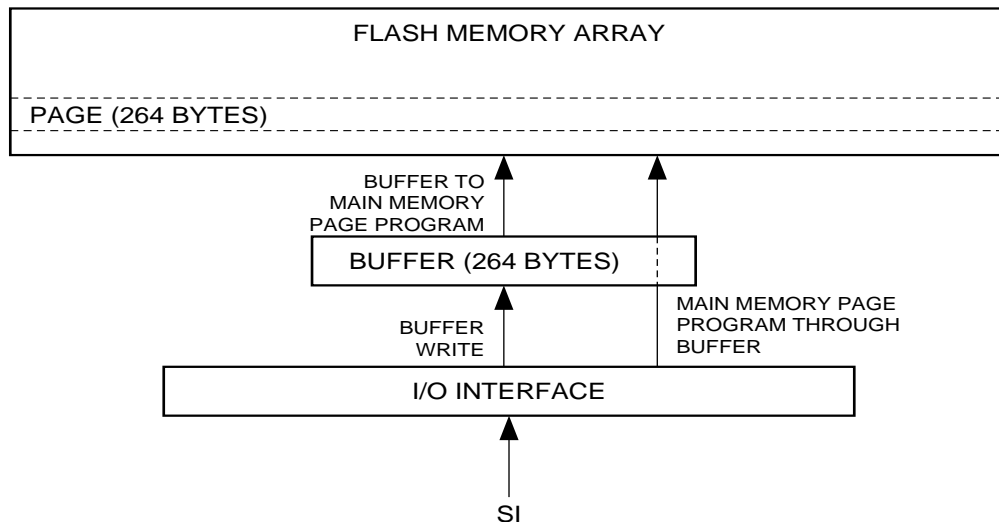 FLASH MEMORY ARRAY
PAGE (264 BYTES)
BUFFER TO
MAIN MEMORY
PAGE PROGRAM
BUFFER (264 BYTES)
BUFFER
WRITE
MAIN MEMORY PAGE
PROGRAM THROUGH
BUFFER
I/O INTERFACE
SI